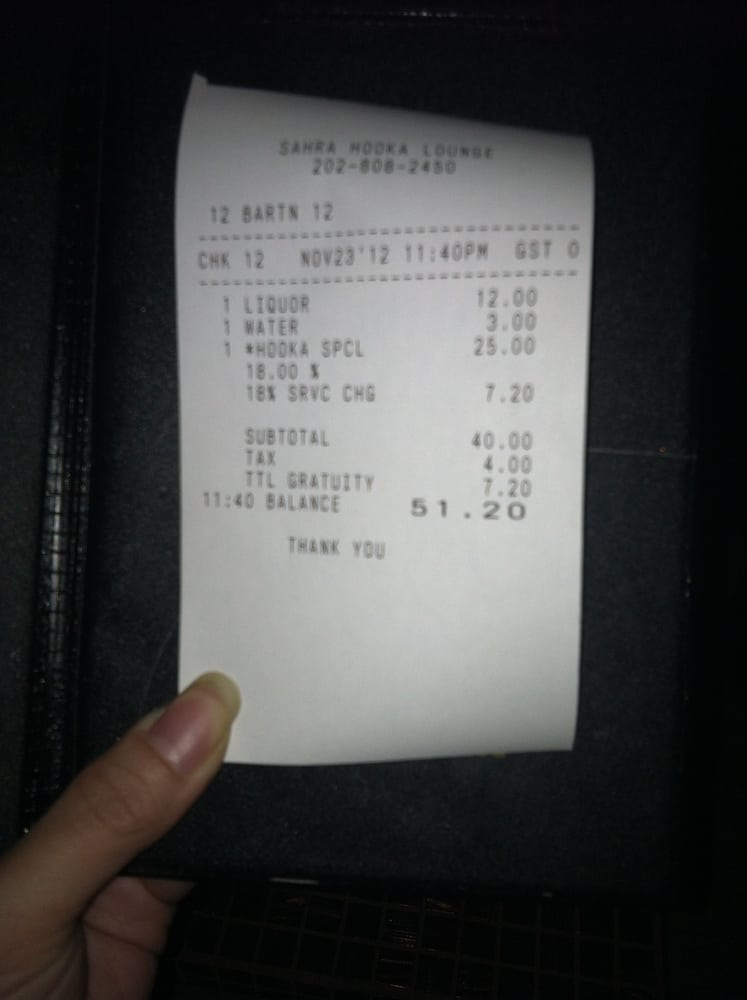 SAHRA HOOKA LOUNGE
202-808-2450
12 BARTN 12
CHK 12 NOV23'12 11:40PM GST 0
1 LIQUOR 12.00
1 WATER 3.00
1 *HOOKA SPCL 25.00
18.00 %
18% SRVC CHG 7.20
SUBTOTAL 40.00
TAX 4.00
TTL GRATUITY 7.20
11:40 BALANCE 51.20
THANK YOU